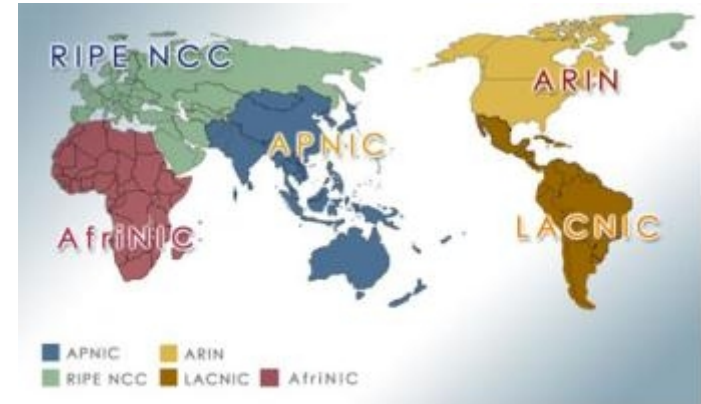 RIPE NCC
ARIN
APNIC
AfriNIC
LACNIC
APNIC ARIN
RIPE NCC LACNIC AfriNIC